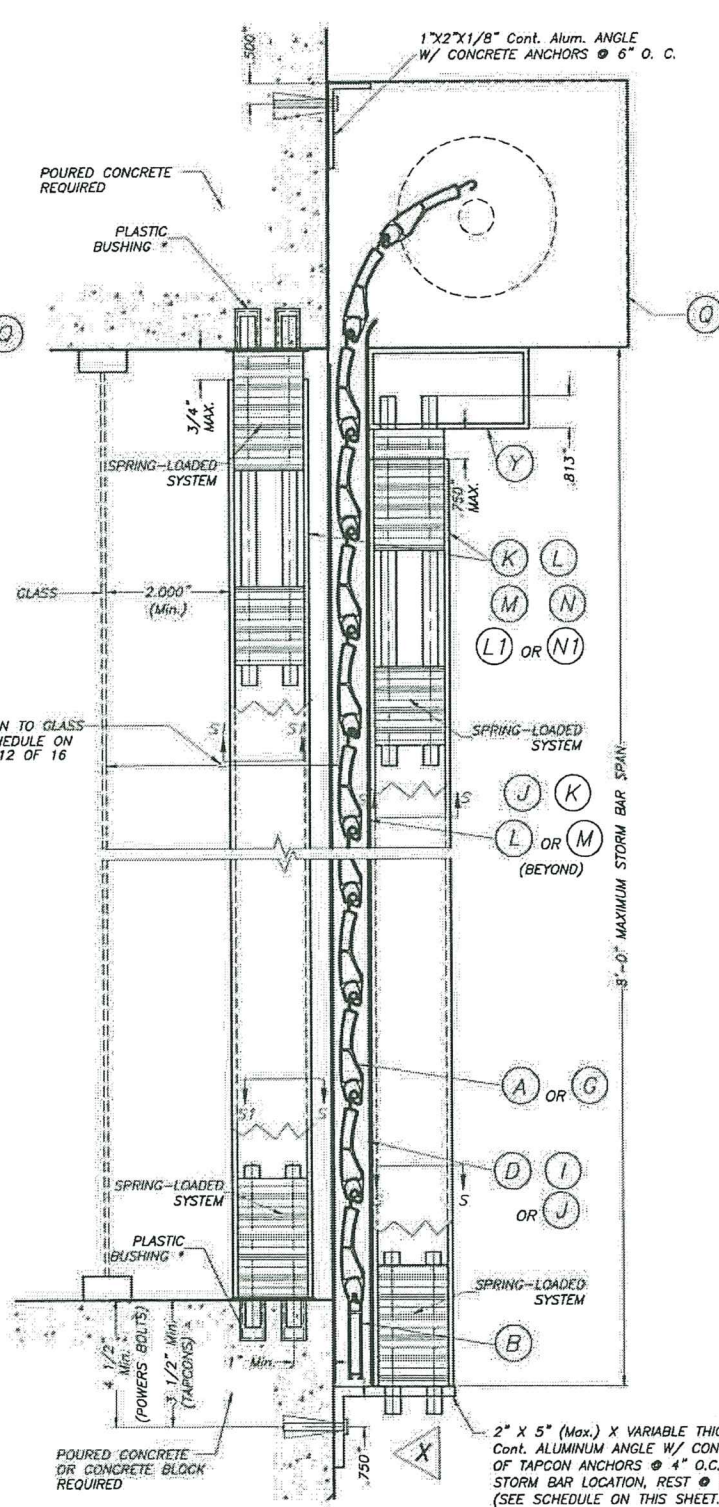 1"X2"X1/8" Cont. Alum. ANGLE
W/ CONCRETE ANCHORS @ 6" O. C.
.500"
POURED CONCRETE
REQUIRED
PLASTIC
BUSHING *
Q
Q
3/4"
MAX.
SPRING-LOADED
SYSTEM
.813"
Y
.750"
MAX.
K L
M N
L1 OR N1
GLASS
2.000"
(Min.)
SPRING-LOADED
SYSTEM
N TO GLASS
HEDULE ON
12 OF 16
S1 S
S S
J K
L OR M
(BEYOND)
8'-0" MAXIMUM STORM BAR SPAN
A OR G
S1 S
D I
OR J
S
SPRING-LOADED
SYSTEM
PLASTIC
BUSHING *
SPRING-LOADED
SYSTEM
B
4 1/2"
Min.
(POWERS BOLTS)
3 1/2" Min.
(TAPCONS)
1" Min.
X
.750"
POURED CONCRETE
OR CONCRETE BLOCK
REQUIRED
2" X 5" (Max.) X VARIABLE THIC
Cont. ALUMINUM ANGLE W/ CON
OF TAPCON ANCHORS @ 4" O.C.
STORM BAR LOCATION, REST @
(SEE SCHEDULE ON THIS SHEET